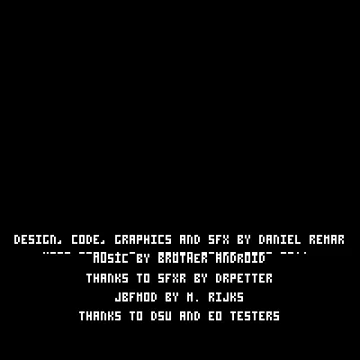 DESIGN, CODE, GRAPHICS AND SFX BY DANIEL REMAR
MUSIC BY BROTHER ANDROID
THANKS TO SFXR BY DRPETTER
JBFMOD BY M. RIJKS
THANKS TO DSU AND EO TESTERS